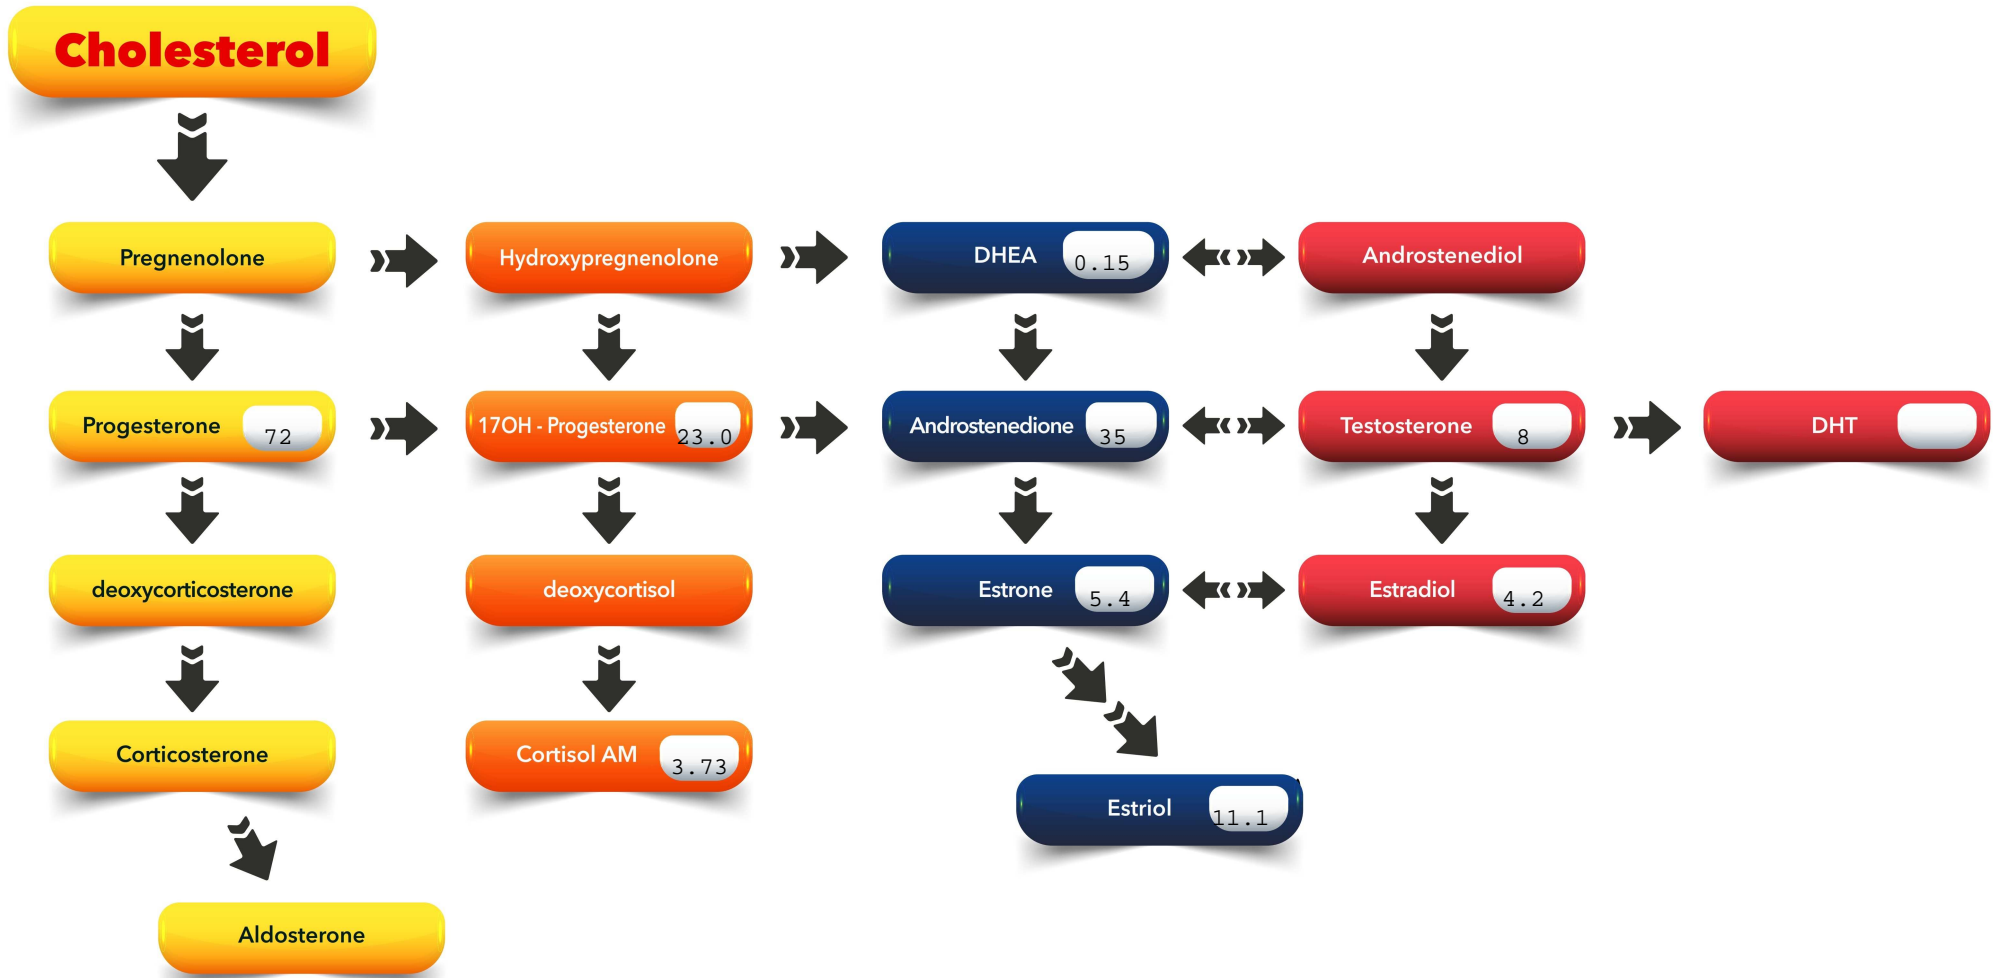 Cholesterol
Pregnenolone
Hydroxypregnenolone
DHEA 0.15
Androstenediol
Progesterone 72
17OH - Progesterone 23.0
Androstenedione 35
Testosterone 8
DHT
deoxycorticosterone
deoxycortisol
Estrone 5.4
Estradiol 4.2
Corticosterone
Cortisol AM 3.73
Estriol 11.1
Aldosterone